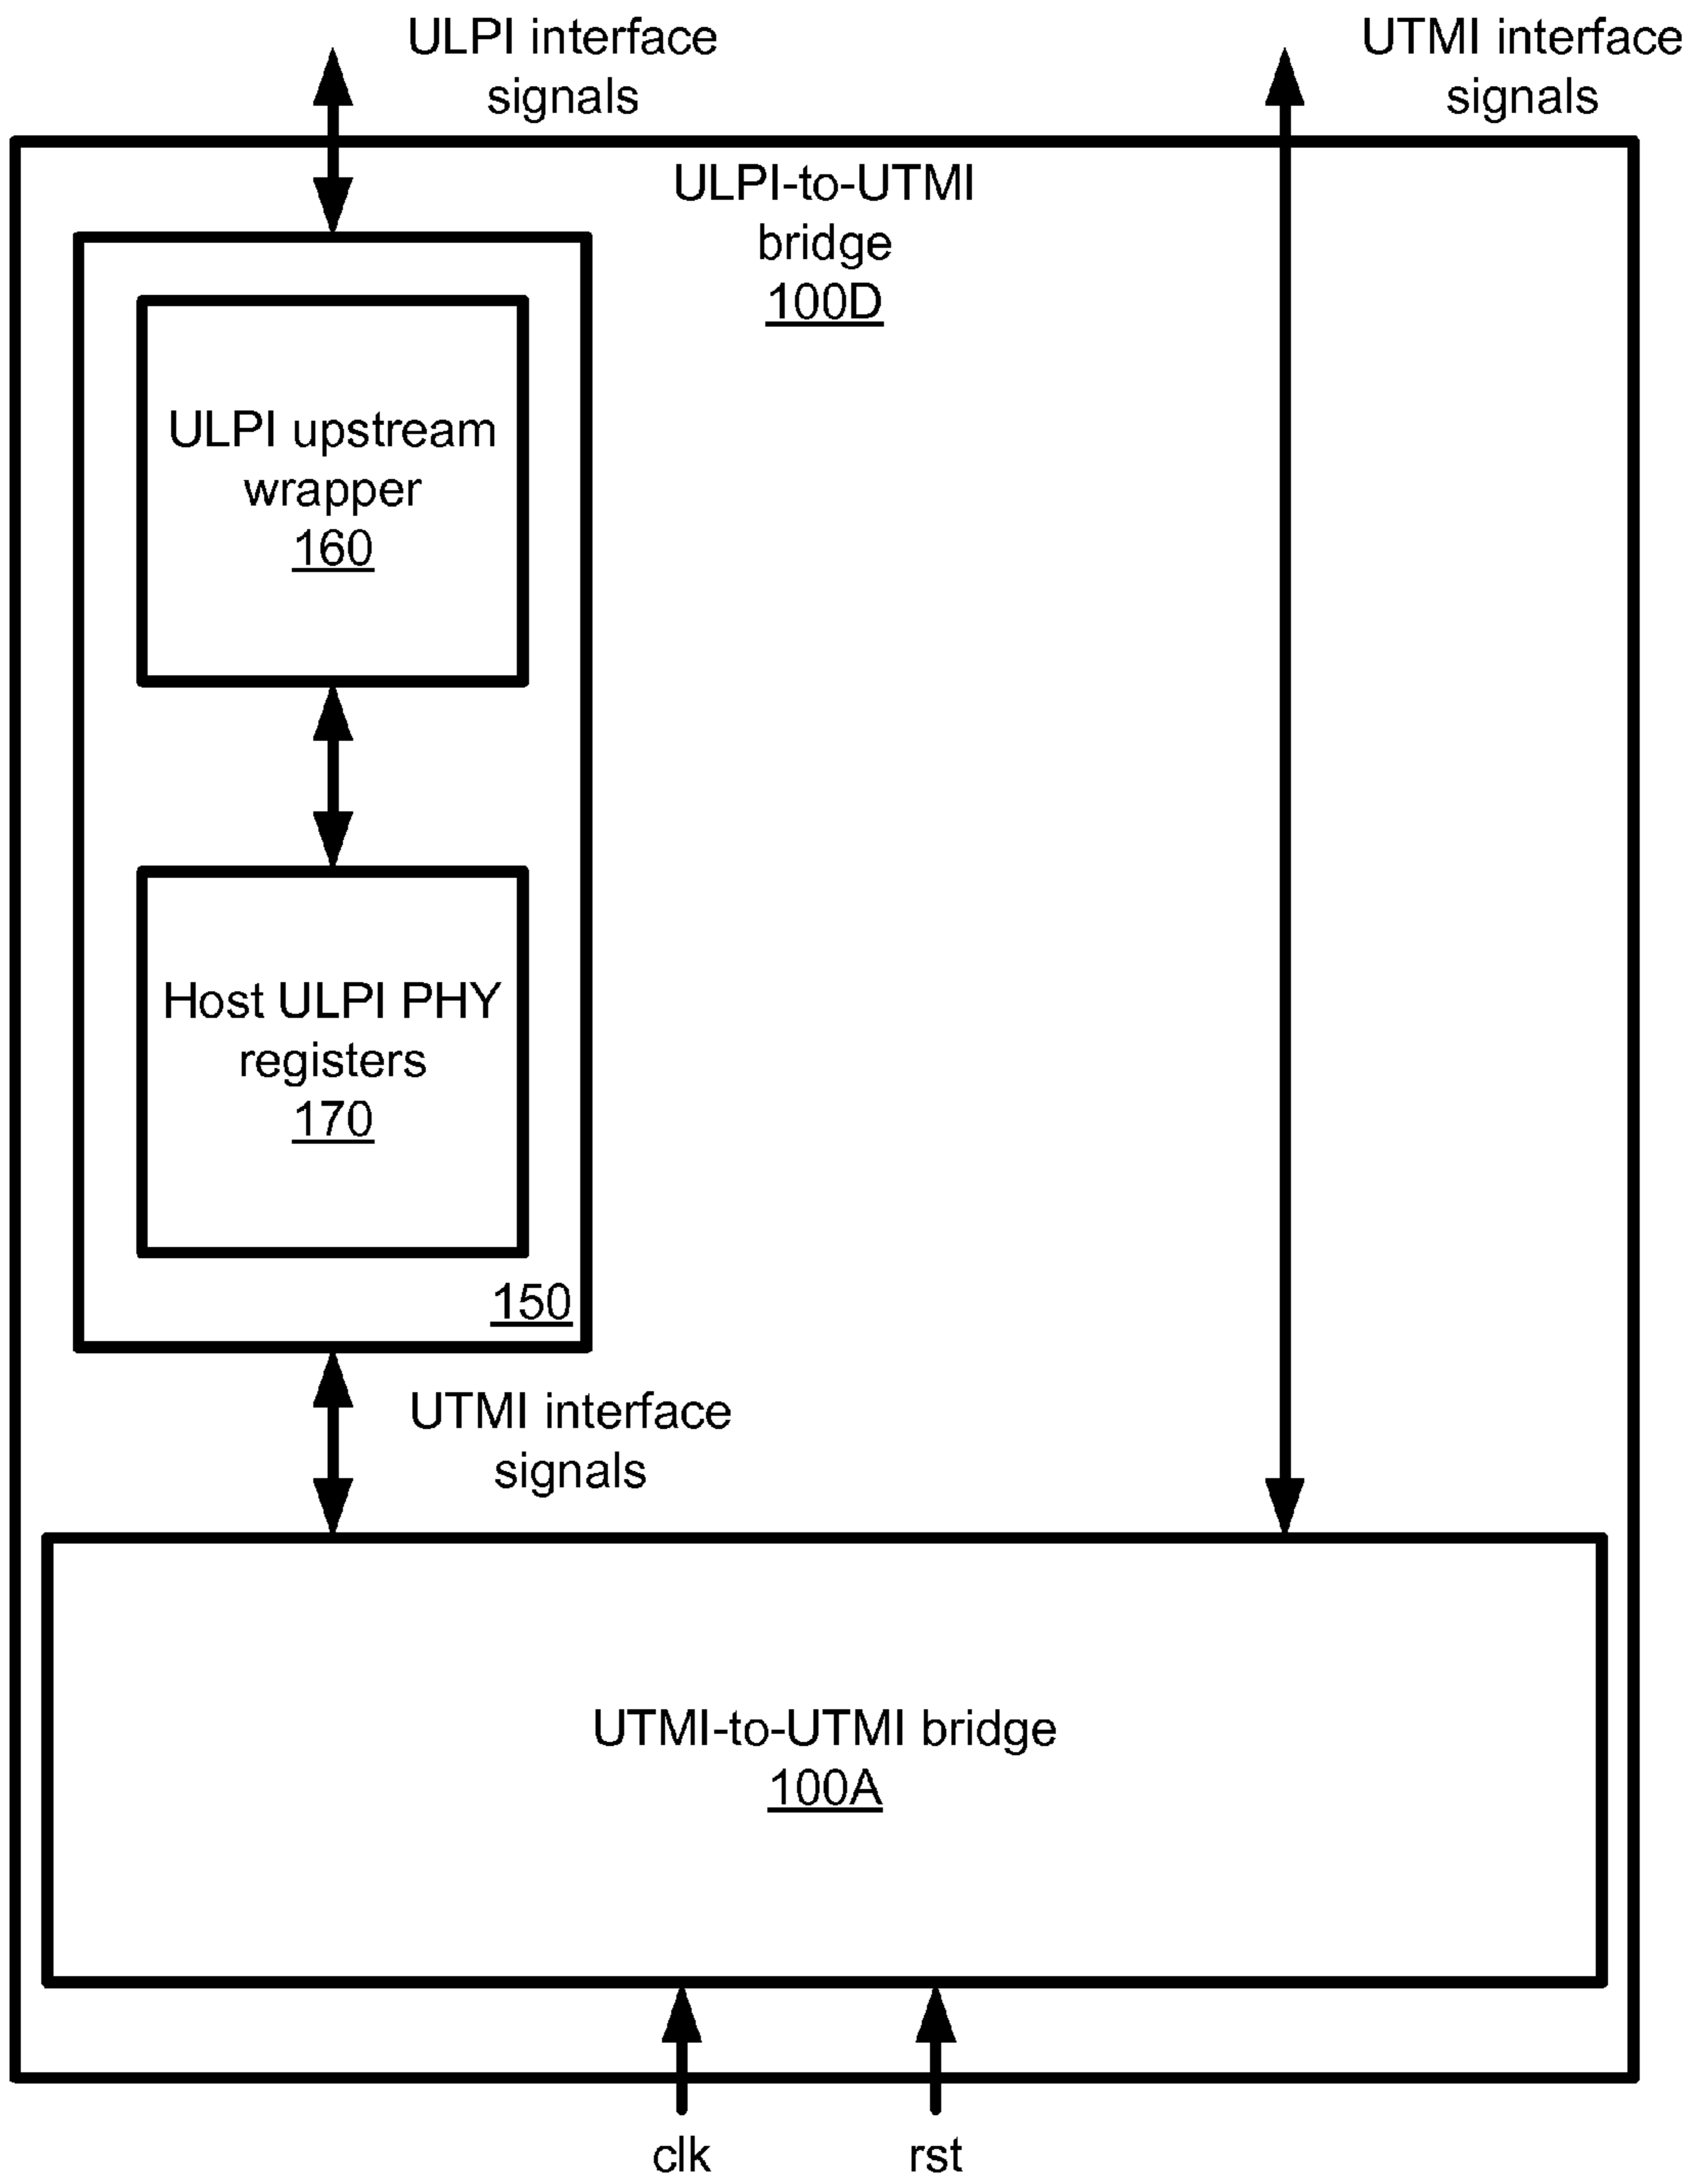 ULPI interface
signals
UTMI interface
signals
ULPI-to-UTMI
bridge
100D
ULPI upstream
wrapper
160
Host ULPI PHY
registers
170
150
UTMI interface
signals
UTMI-to-UTMI bridge
100A
clk
rst